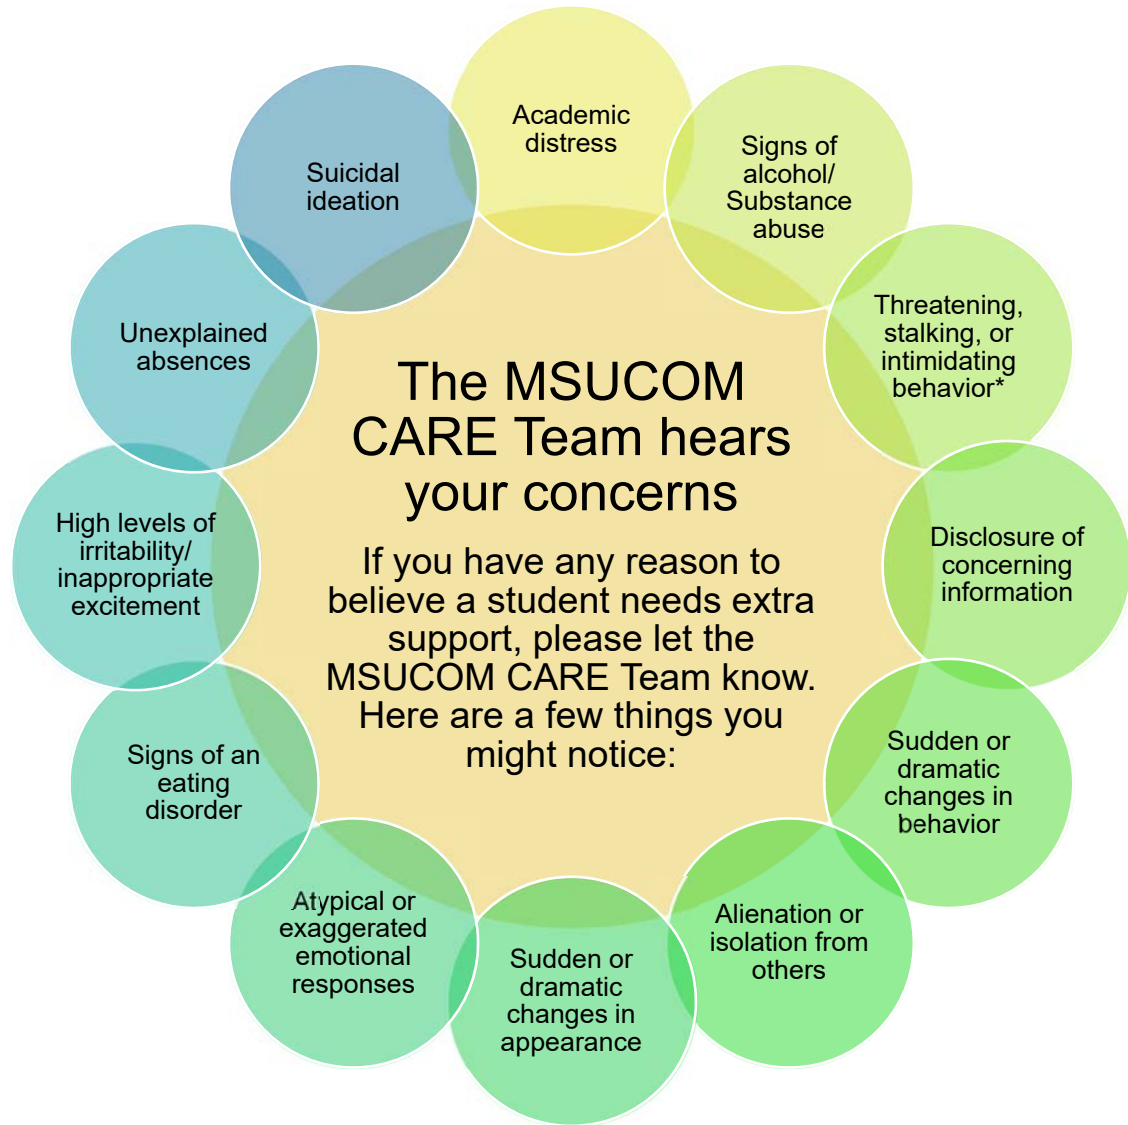 The MSUCOM
CARE Team hears
your concerns
If you have any reason to
believe a student needs extra
support, please let the
MSUCOM CARE Team know.
Here are a few things you
might notice:
Academic
distress
Signs of
alcohol/
Substance
abuse
Threatening,
stalking, or
intimidating
behavior*
Disclosure of
concerning
information
Sudden or
dramatic
changes in
behavior
Alienation or
isolation from
others
Sudden or
dramatic
changes in
appearance
Atypical or
exaggerated
emotional
responses
Signs of an
eating
disorder
High levels of
irritability/
inappropriate
excitement
Unexplained
absences
Suicidal
ideation